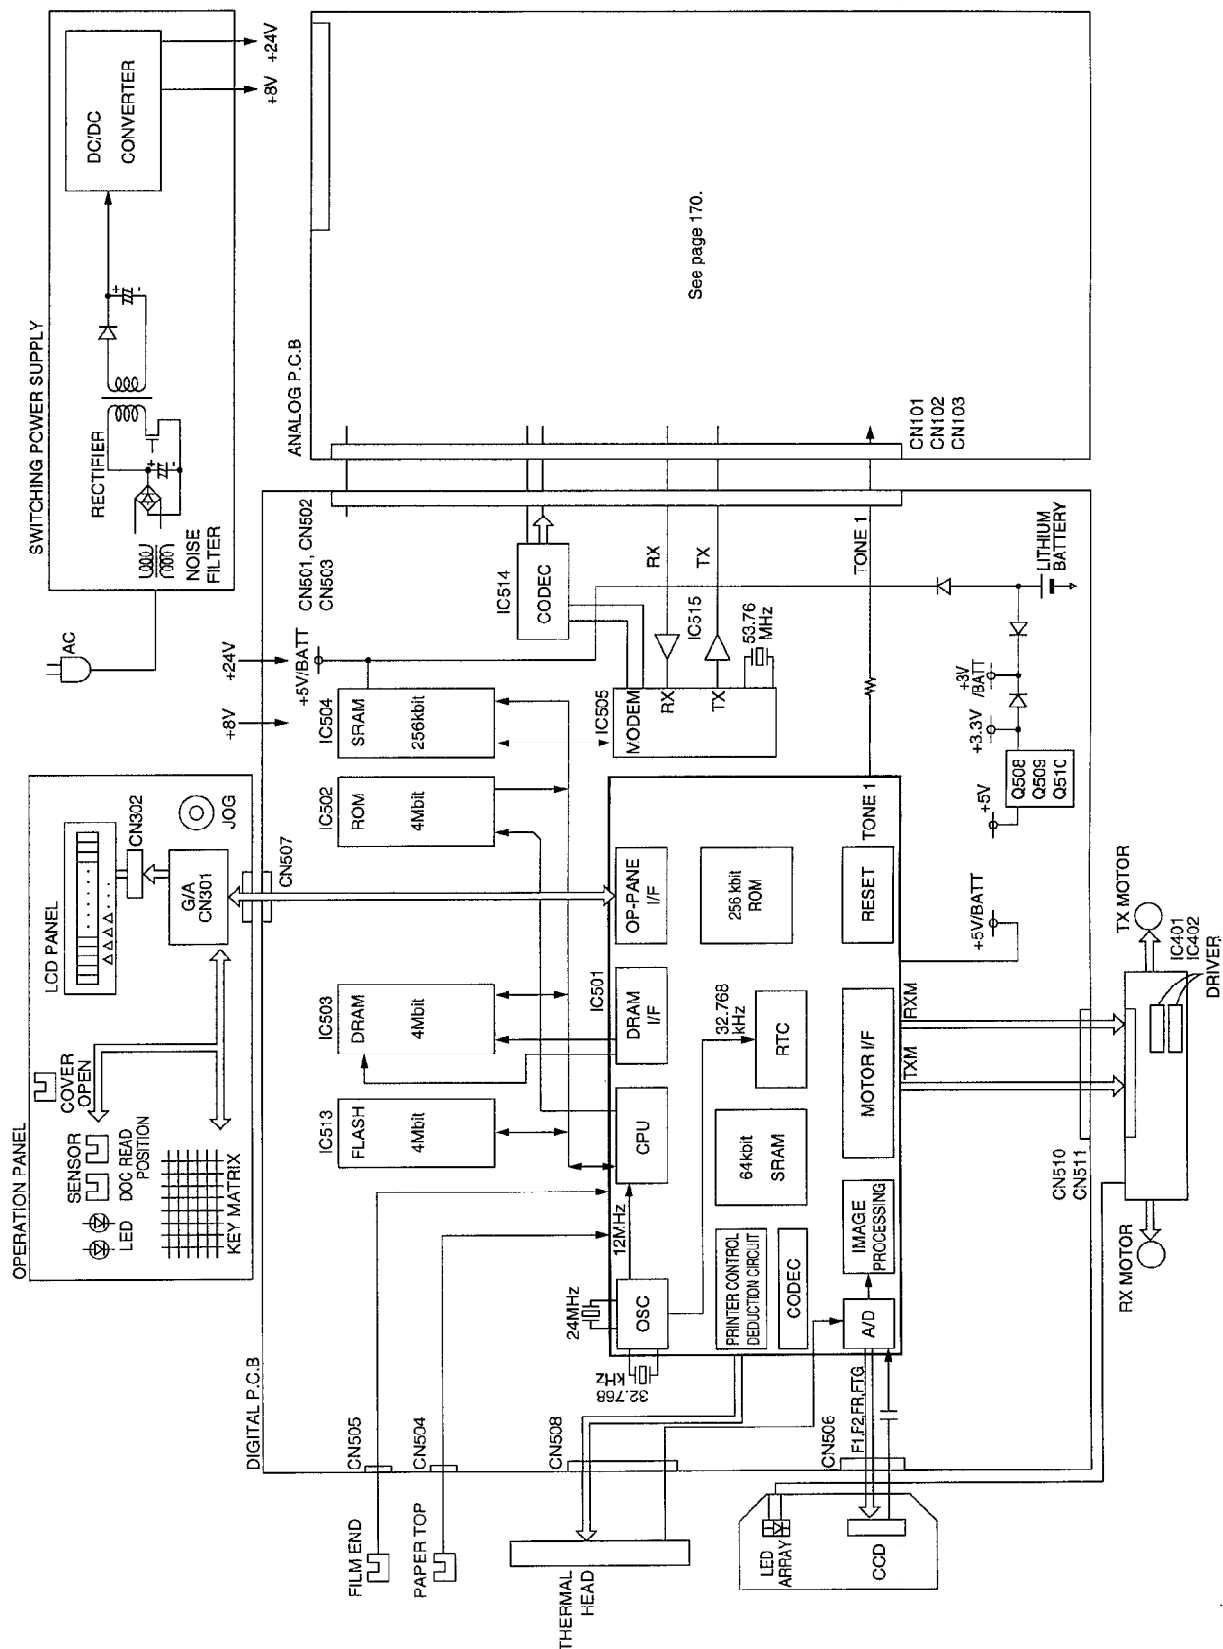 SWITCHING POWER SUPPLY
DC/DC
CONVERTER
RECTIFIER
NOISE
FILTER
+
-
+
-
AC
+8V
+24V
ANALOG P.C.B
See page 170.
CN101
CN102
CN103
OPERATION PANEL
LCD PANEL
CN302
G/A
CN301
JOG
COVER
OPEN
SENSOR
DOC READ
POSITION
LED
KEY MATRIX
DIGITAL P.C.B
CN507
+8V
+24V
+5V/BATT
CN501, CN502
CN503
IC513
FLASH
4Mbit
IC503
DRAM
4Mbit
IC502
ROM
4Mbit
IC504
SRAM
256kbit
IC514
CODEC
IC505
MODEM
RX
TX
RX
TX
IC515
53.76
MHz
TONE 1
IC501
OSC
24MHz
32.768
kHz
12MHz
CPU
DRAM
I/F
OP-PANE
I/F
32.768
kHz
RTC
256 kbit
ROM
64kbit
SRAM
PRINTER CONTROL
DEDUCTION CIRCUIT
CODEC
A/D
IMAGE
PROCESSING
MOTOR I/F
RESET
TONE 1
TXM
RXM
+5V/BATT
+5V
Q508
Q509
Q510
+3.3V
+3V
/BATT
LITHIUM
BATTERY
CN505
FILM END
CN504
PAPER TOP
CN508
THERMAL
HEAD
CN506
F1,F2,FR,FTG
LED
ARRAY
CCD
CN510
CN511
RX MOTOR
TX MOTOR
IC401
IC402
DRIVER